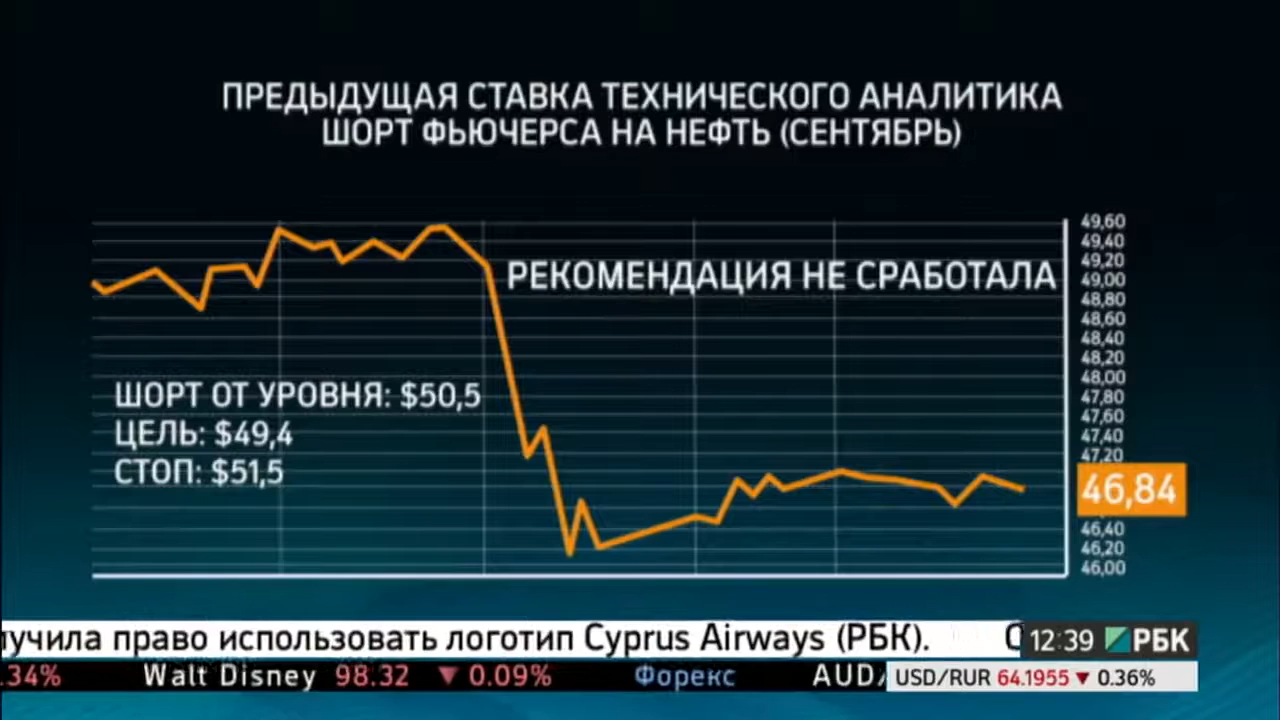 ПРЕДЫДУЩАЯ СТАВКА ТЕХНИЧЕСКОГО АНАЛИТИКА
ШОРТ ФЬЮЧЕРСА НА НЕФТЬ (СЕНТЯБРЬ)
РЕКОМЕНДАЦИЯ НЕ СРАБОТАЛА
ШОРТ ОТ УРОВНЯ: $50,5
ЦЕЛЬ: $49,4
СТОП: $51,5
49,60
49,40
49,20
49,00
48,80
48,60
48,40
48,20
48,00
47,80
47,60
47,40
47,20
46,84
46,40
46,20
46,00
право использовать логотип Cyprus Airways (РБК).
12:39 РБК
.34% Walt Disney 98.32 ▼ 0.09% Форекс AUD/
USD/RUR 64.1955 ▼ 0.36%